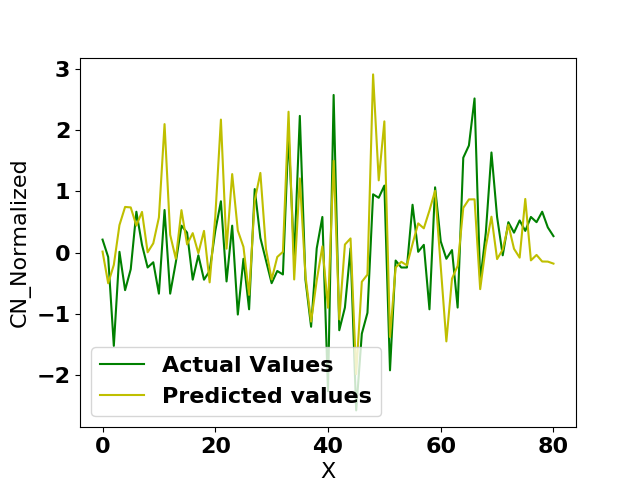 3
2
1
0
−1
−2
CN_Normalized
Actual Values
Predicted values
0 20 40 60 80
X